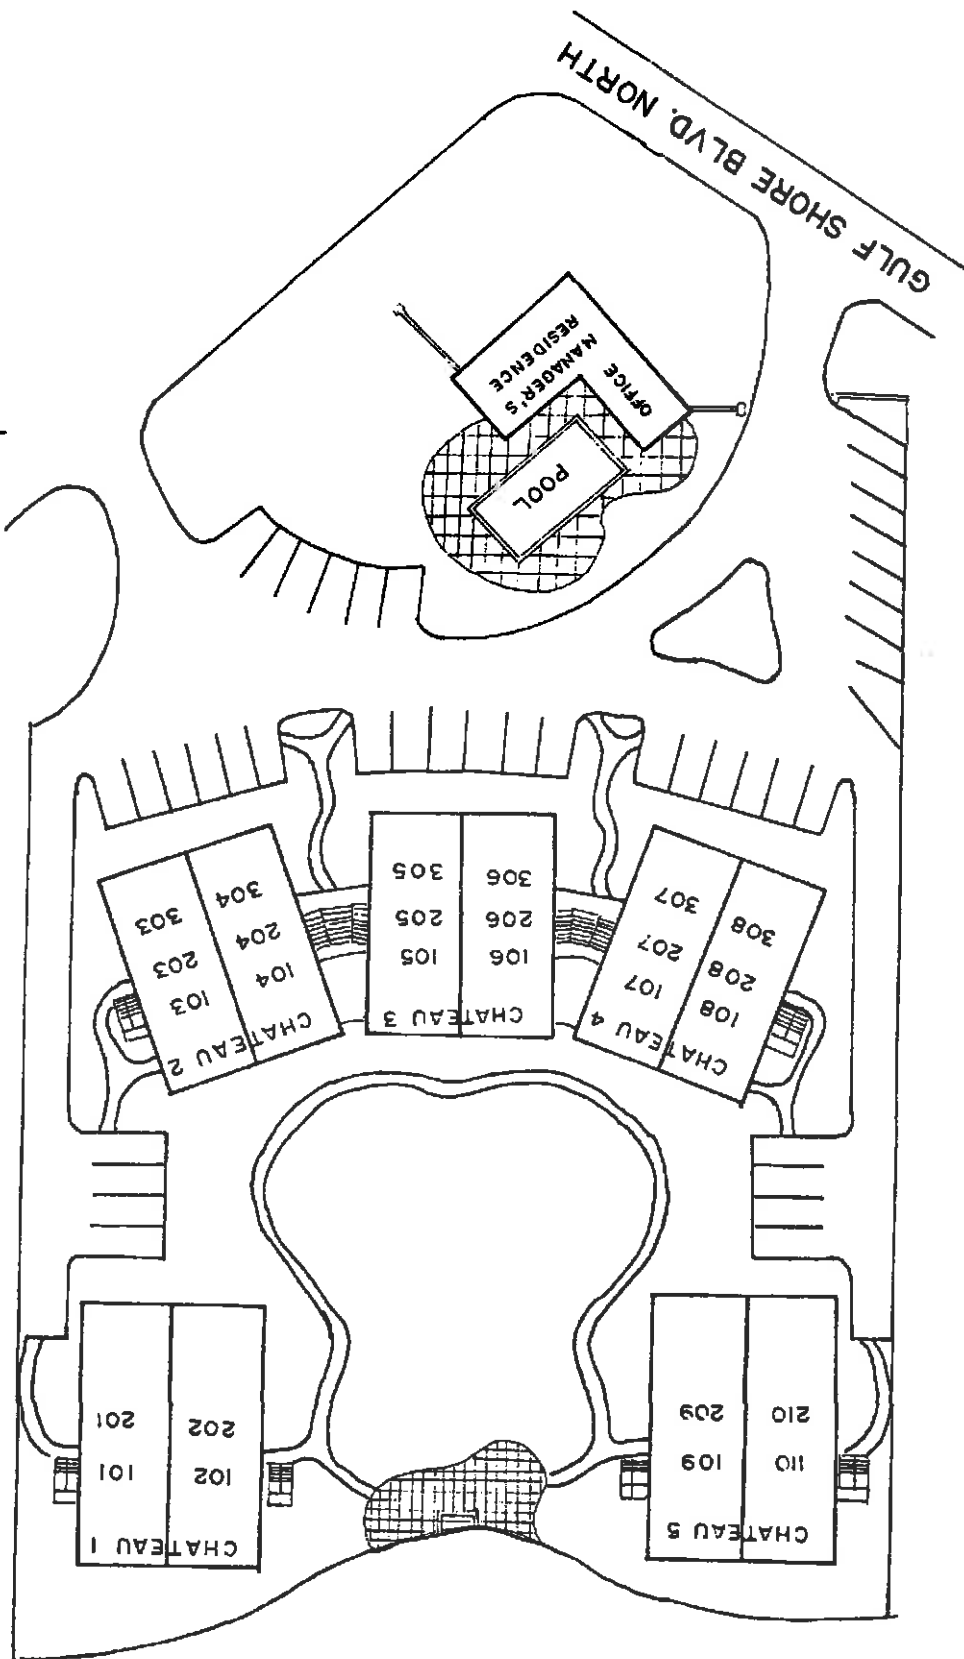 CHATEAU 5
110 109
210 209
CHATEAU 1
102 101
202 201
CHATEAU 4
108 107
208 207
308 307
CHATEAU 3
106 105
206 205
306 305
CHATEAU 2
104 103
204 203
304 303
POOL
OFFICE
MANAGER'S
RESIDENCE
GULF SHORE BLVD. NORTH